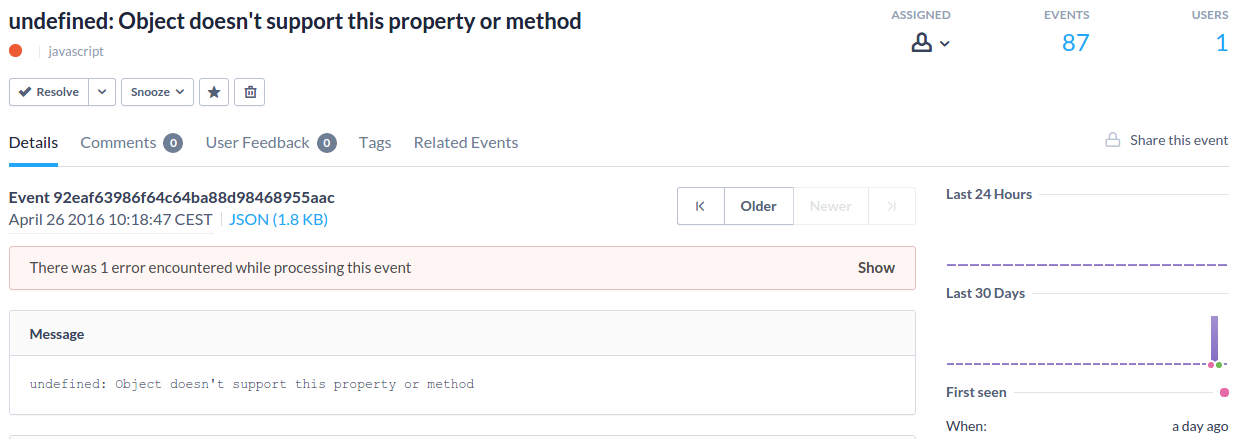 undefined: Object doesn't support this property or method
ASSIGNED
EVENTS
USERS
javascript
87
1
Resolve
Snooze
Details
Comments 0
User Feedback 0
Tags
Related Events
Share this event
Event 92eaf63986f64c64ba88d98468955aac
April 26 2016 10:18:47 CEST
JSON (1.8 KB)
Older
Newer
Last 24 Hours
There was 1 error encountered while processing this event
Show
Last 30 Days
Message
undefined: Object doesn't support this property or method
First seen
When:
a day ago